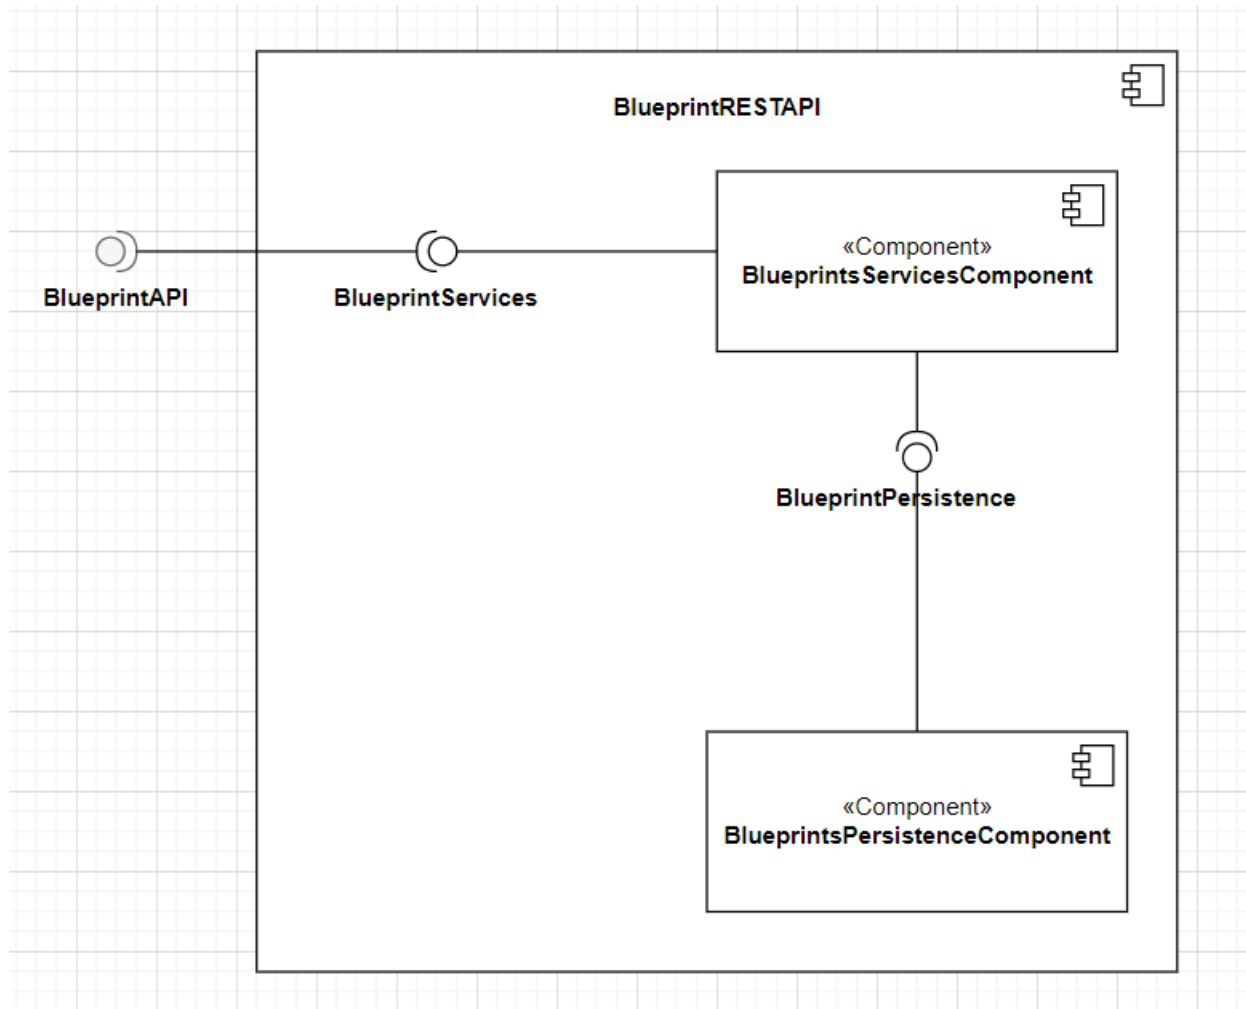 BlueprintRESTAPI
«Component»
BlueprintsServicesComponent
BlueprintAPI
BlueprintServices
BlueprintPersistence
«Component»
BlueprintsPersistenceComponent